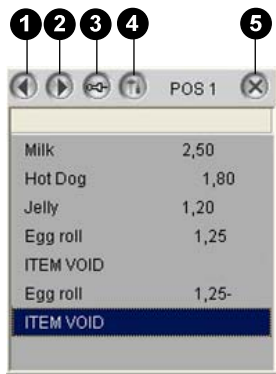 1 2 3 4 5
POS 1
Milk 2,50
Hot Dog 1,80
Jelly 1,20
Egg roll 1,25
ITEM VOID
Egg roll 1,25-
ITEM VOID